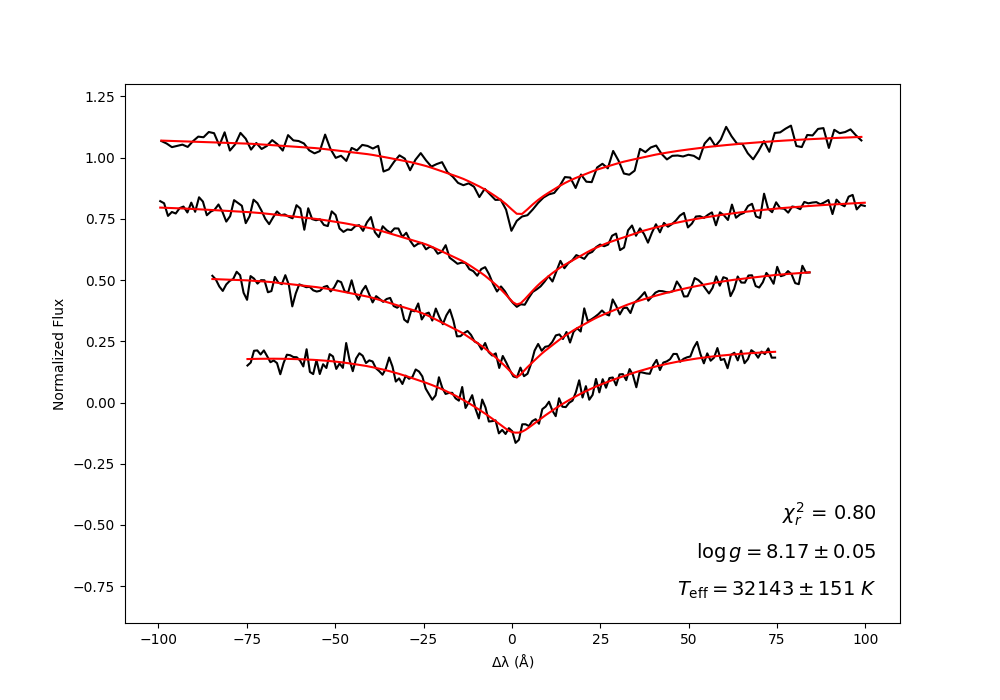 1.25
1.00
0.75
0.50
0.25
0.00
−0.25
−0.50
−0.75
Normalized Flux
χ²ᵣ = 0.80
log g = 8.17 ± 0.05
T_eff = 32143 ± 151 K
−100 −75 −50 −25 0 25 50 75 100
Δλ (Å)